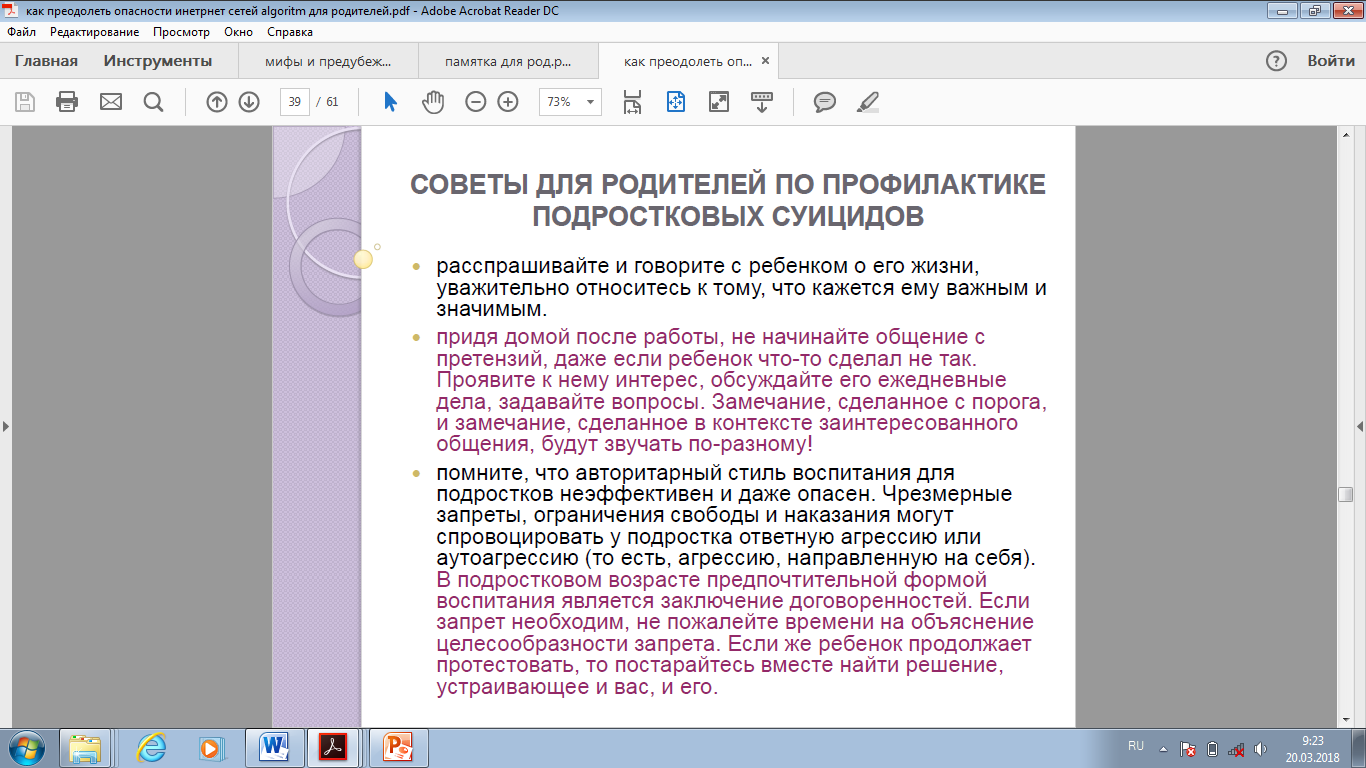 как преодолеть опасности инетрнет сетей algoritm для родителей.pdf - Adobe Acrobat Reader DC
Файл Редактирование Просмотр Окно Справка
Главная Инструменты мифы и предубеж... памятка для род.р... как преодолеть оп... Войти
39 / 61 73%
СОВЕТЫ ДЛЯ РОДИТЕЛЕЙ ПО ПРОФИЛАКТИКЕ
ПОДРОСТКОВЫХ СУИЦИДОВ
расспрашивайте и говорите с ребенком о его жизни,
уважительно относитесь к тому, что кажется ему важным и
значимым.
придя домой после работы, не начинайте общение с
претензий, даже если ребенок что-то сделал не так.
Проявите к нему интерес, обсуждайте его ежедневные
дела, задавайте вопросы. Замечание, сделанное с порога,
и замечание, сделанное в контексте заинтересованного
общения, будут звучать по-разному!
помните, что авторитарный стиль воспитания для
подростков неэффективен и даже опасен. Чрезмерные
запреты, ограничения свободы и наказания могут
спровоцировать у подростка ответную агрессию или
аутоагрессию (то есть, агрессию, направленную на себя).
В подростковом возрасте предпочтительной формой
воспитания является заключение договоренностей. Если
запрет необходим, не пожалейте времени на объяснение
целесообразности запрета. Если же ребенок продолжает
протестовать, то постарайтесь вместе найти решение,
устраивающее и вас, и его.
RU 9:23
20.03.2018